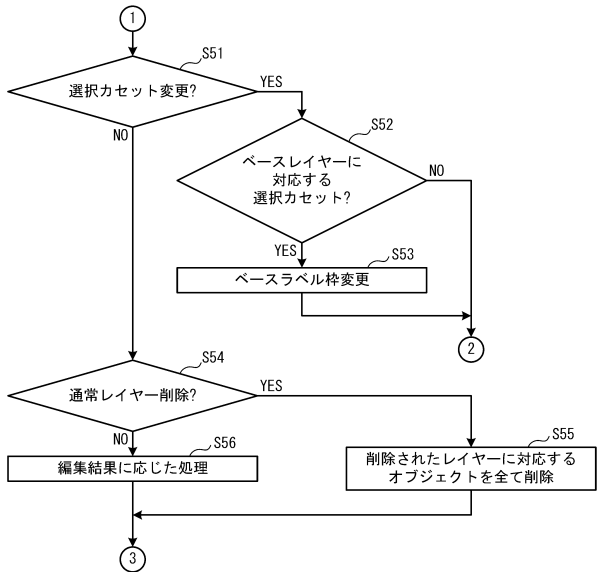 1
S51
選択カセット変更?
YES
NO
S52
ベースレイヤーに
対応する
選択カセット?
NO
YES
S53
ベースラベル枠変更
2
S54
通常レイヤー削除?
YES
NO
S56
編集結果に応じた処理
S55
削除されたレイヤーに対応する
オブジェクトを全て削除
3